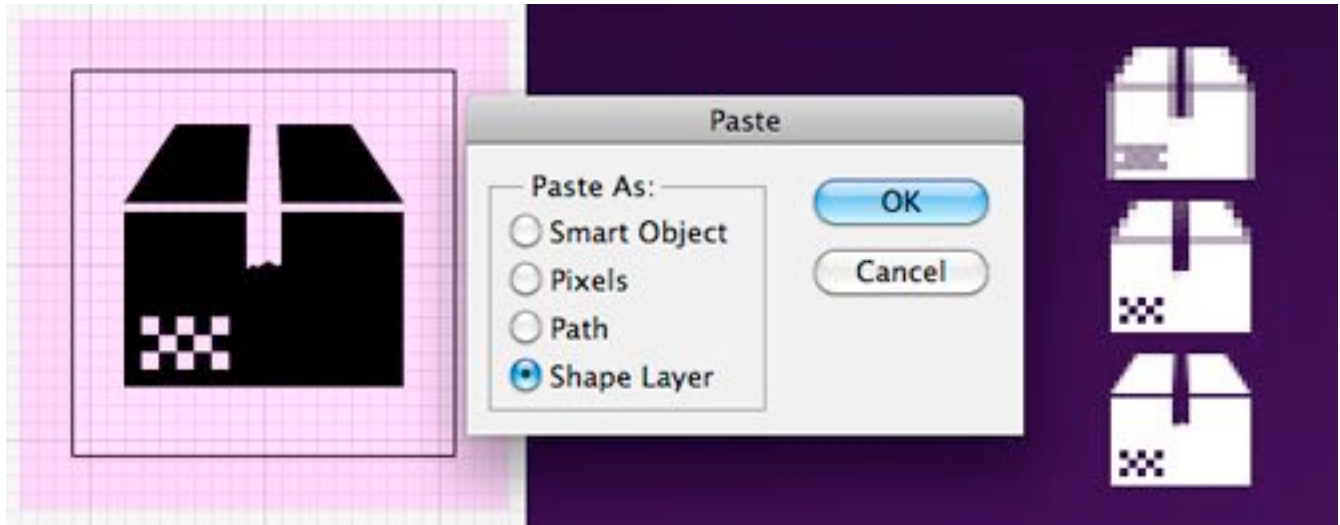 Paste
Paste As:
Smart Object
Pixels
Path
Shape Layer
OK
Cancel